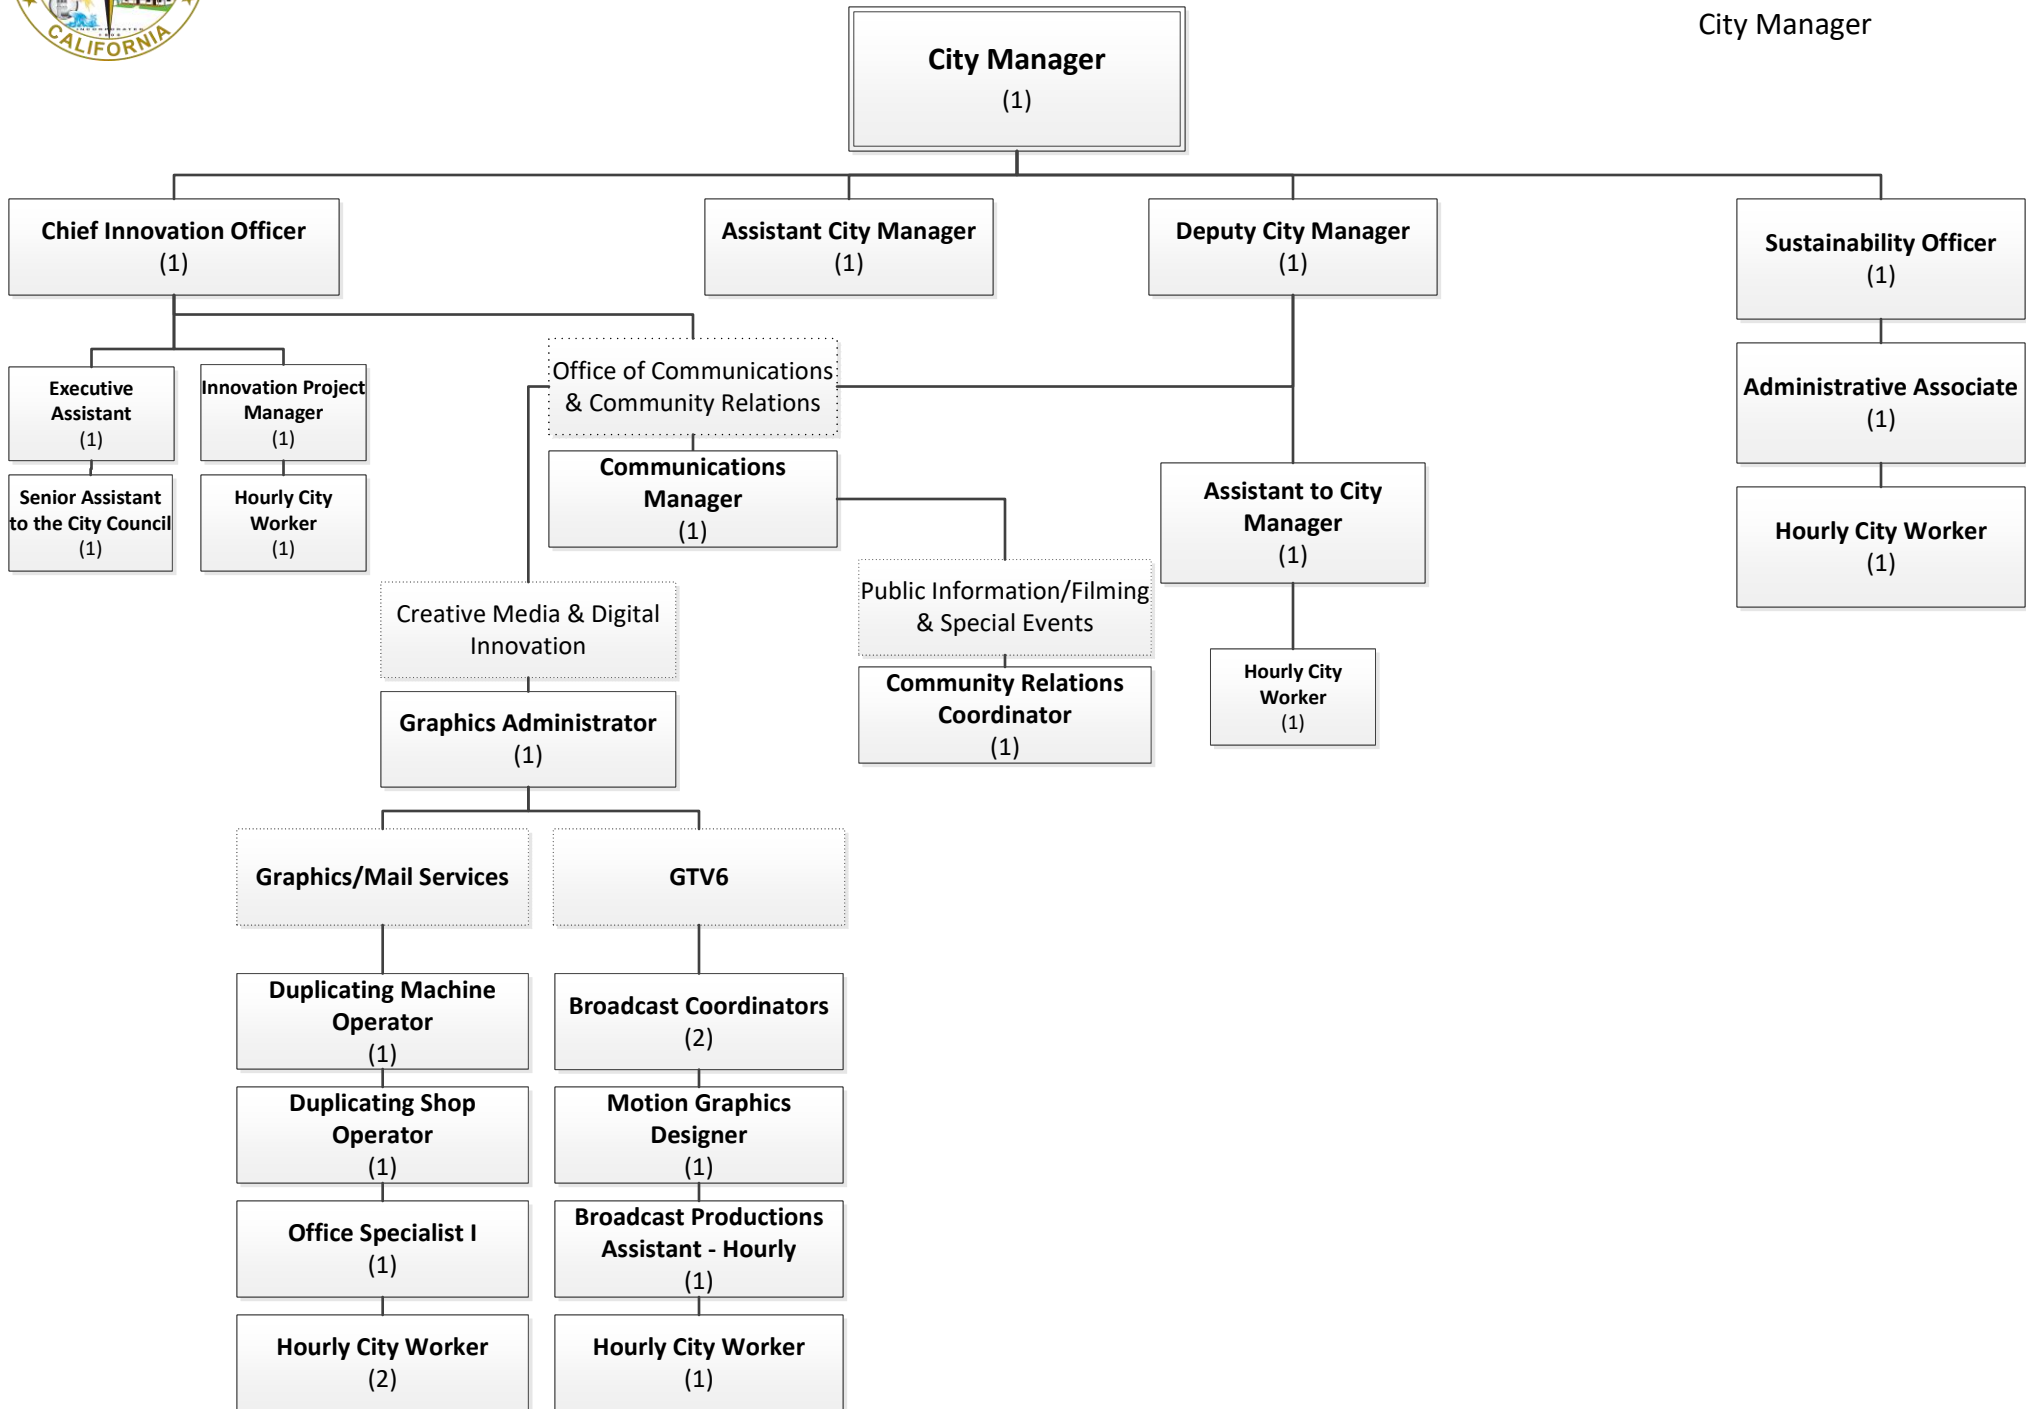 City Manager
CALIFORNIA
INCORPORATED
City Manager
(1)
Chief Innovation Officer
(1)
Assistant City Manager
(1)
Deputy City Manager
(1)
Sustainability Officer
(1)
Executive
Assistant
(1)
Innovation Project
Manager
(1)
Office of Communications
& Community Relations
Administrative Associate
(1)
Senior Assistant
to the City Council
(1)
Hourly City
Worker
(1)
Communications
Manager
(1)
Assistant to City
Manager
(1)
Hourly City Worker
(1)
Creative Media & Digital
Innovation
Public Information/Filming
& Special Events
Graphics Administrator
(1)
Community Relations
Coordinator
(1)
Hourly City
Worker
(1)
Graphics/Mail Services
GTV6
Duplicating Machine
Operator
(1)
Broadcast Coordinators
(2)
Duplicating Shop
Operator
(1)
Motion Graphics
Designer
(1)
Office Specialist I
(1)
Broadcast Productions
Assistant - Hourly
(1)
Hourly City Worker
(2)
Hourly City Worker
(1)